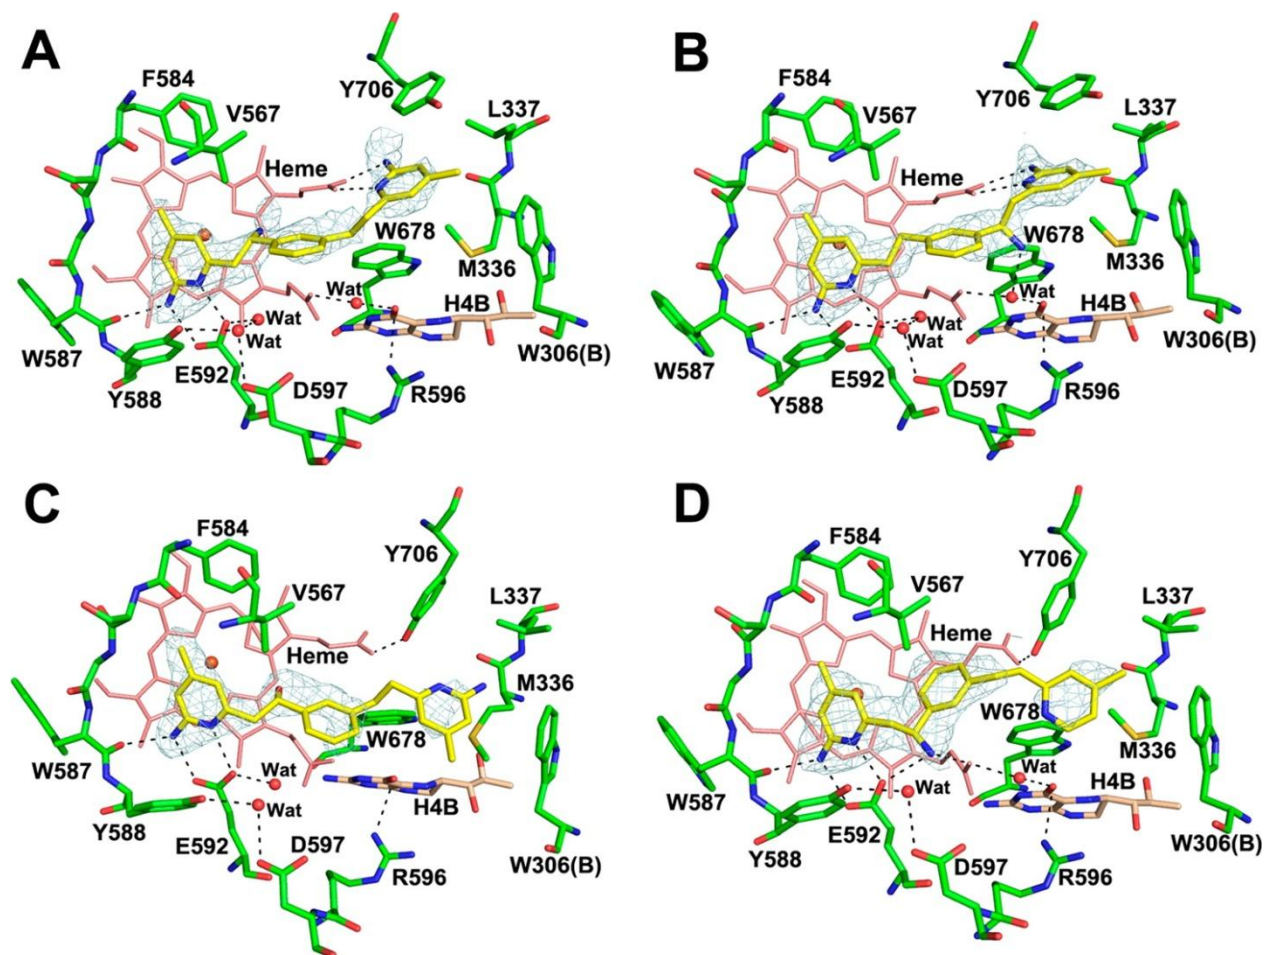 A
F584
V567
Y706
L337
Heme
W678
M336
Wat
H4B
Wat
Wat
W587
Y588
E592
D597
R596
W306(B)
B
F584
V567
Y706
L337
Heme
W678
M336
Wat
H4B
Wat
Wat
W587
Y588
E592
D597
R596
W306(B)
C
F584
V567
Y706
L337
Heme
M336
W678
W587
Wat
H4B
Wat
Y588
E592
D597
R596
W306(B)
D
F584
V567
Y706
L337
Heme
W678
M336
Wat
H4B
Wat
W587
Y588
E592
D597
R596
W306(B)